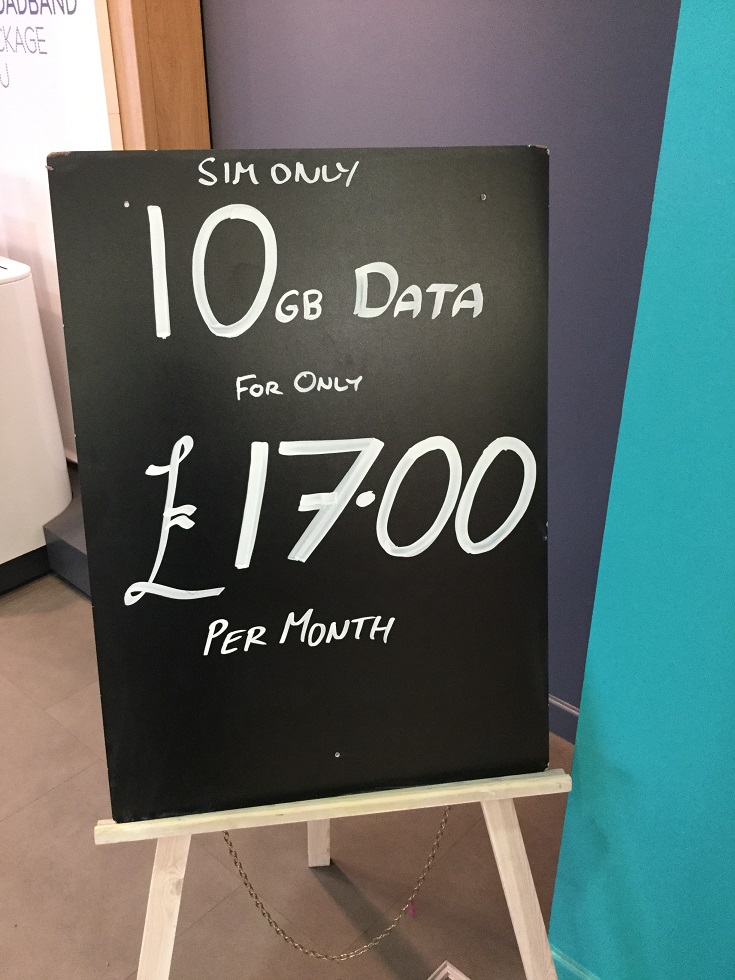 SIM ONLY
10GB DATA
FOR ONLY
£17.00
PER MONTH